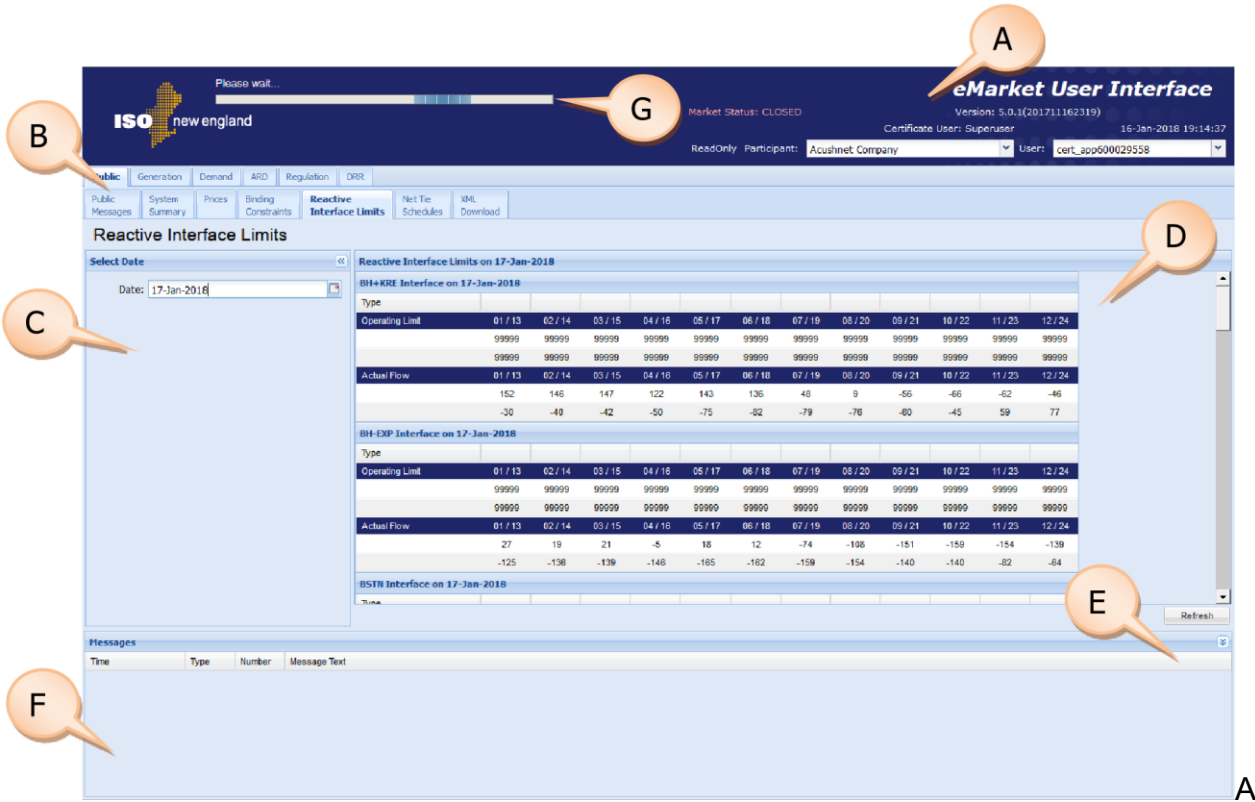 A
Please wait...
eMarket User Interface
B
G
ISO new england
Market Status: CLOSED
Version: 5.0.1(201711162319)
Certificate User: Superuser
16-Jan-2018 19:14:37
ReadOnly Participant: Acushnet Company User: cert_app600029558
Public Generation Demand ARD Regulation DRR
Public Messages System Summary Prices Binding Constraints Reactive Interface Limits Net Tie Schedules XML Download
Reactive Interface Limits
D
Select Date
Reactive Interface Limits on 17-Jan-2018
Date: 17-Jan-2018
C
BH+KRE Interface on 17-Jan-2018
Type
Operating Limit 01 / 13 02 / 14 03 / 15 04 / 16 05 / 17 06 / 18 07 / 19 08 / 20 09 / 21 10 / 22 11 / 23 12 / 24
99999 99999 99999 99999 99999 99999 99999 99999 99999 99999 99999 99999
99999 99999 99999 99999 99999 99999 99999 99999 99999 99999 99999 99999
Actual Flow 01 / 13 02 / 14 03 / 15 04 / 16 05 / 17 06 / 18 07 / 19 08 / 20 09 / 21 10 / 22 11 / 23 12 / 24
152 146 147 122 143 136 48 9 -56 -66 -62 -46
-30 -40 -42 -50 -75 -82 -79 -76 -60 -45 59 77
BH-EXP Interface on 17-Jan-2018
Type
Operating Limit 01 / 13 02 / 14 03 / 15 04 / 16 05 / 17 06 / 18 07 / 19 08 / 20 09 / 21 10 / 22 11 / 23 12 / 24
99999 99999 99999 99999 99999 99999 99999 99999 99999 99999 99999 99999
99999 99999 99999 99999 99999 99999 99999 99999 99999 99999 99999 99999
Actual Flow 01 / 13 02 / 14 03 / 15 04 / 16 05 / 17 06 / 18 07 / 19 08 / 20 09 / 21 10 / 22 11 / 23 12 / 24
27 19 21 -5 18 12 -74 -108 -151 -159 -154 -139
-125 -136 -139 -146 -165 -162 -159 -154 -140 -140 -82 -64
BSTN Interface on 17-Jan-2018
Type
E
Refresh
Messages
Time Type Number Message Text
F
A